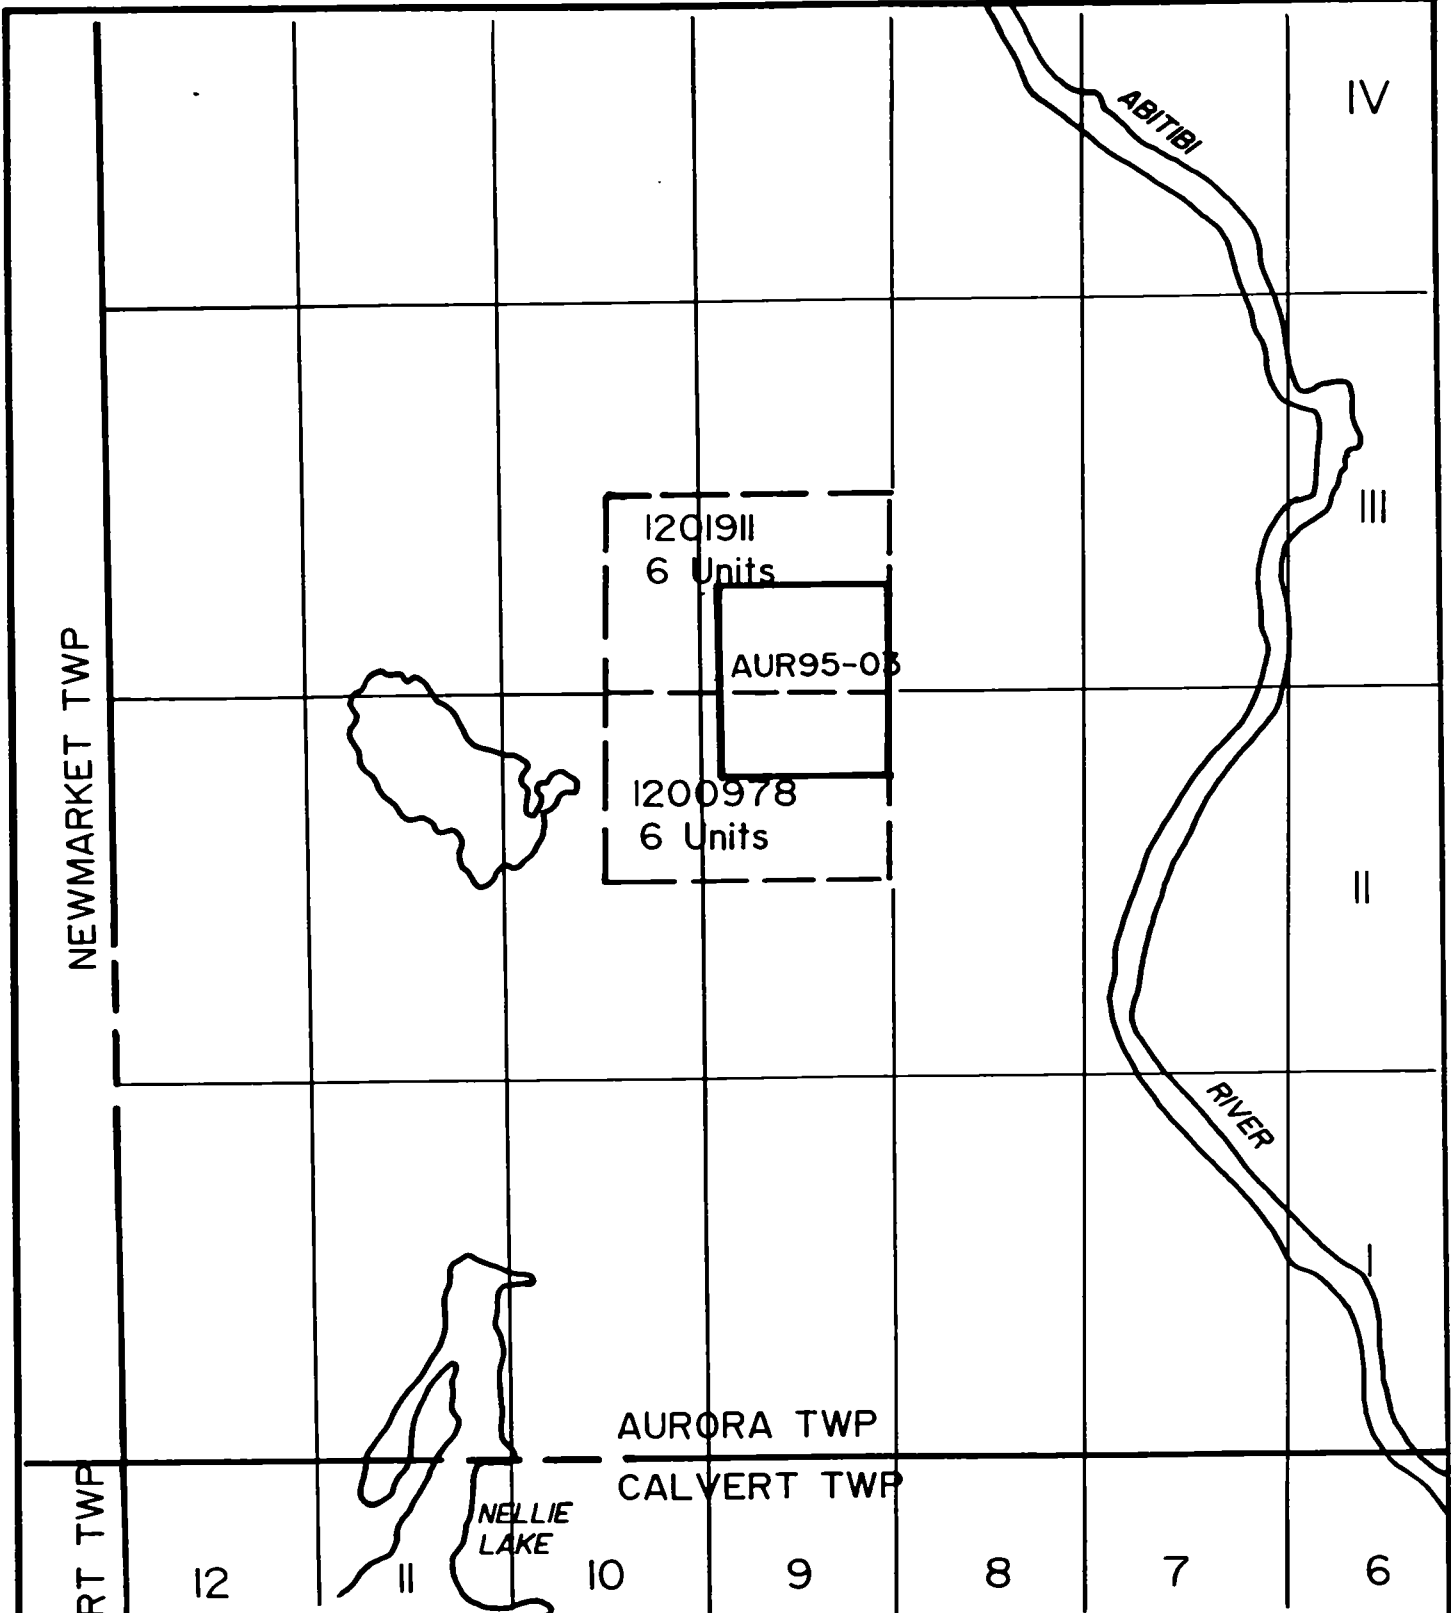 IV
ABITIBI
III
1201911
6 Units
AUR95-03
NEWMARKET TWP
1200978
6 Units
II
RIVER
I
AURORA TWP
CALVERT TWP
RT TWP
NELLIE
LAKE
12 11 10 9 8 7 6